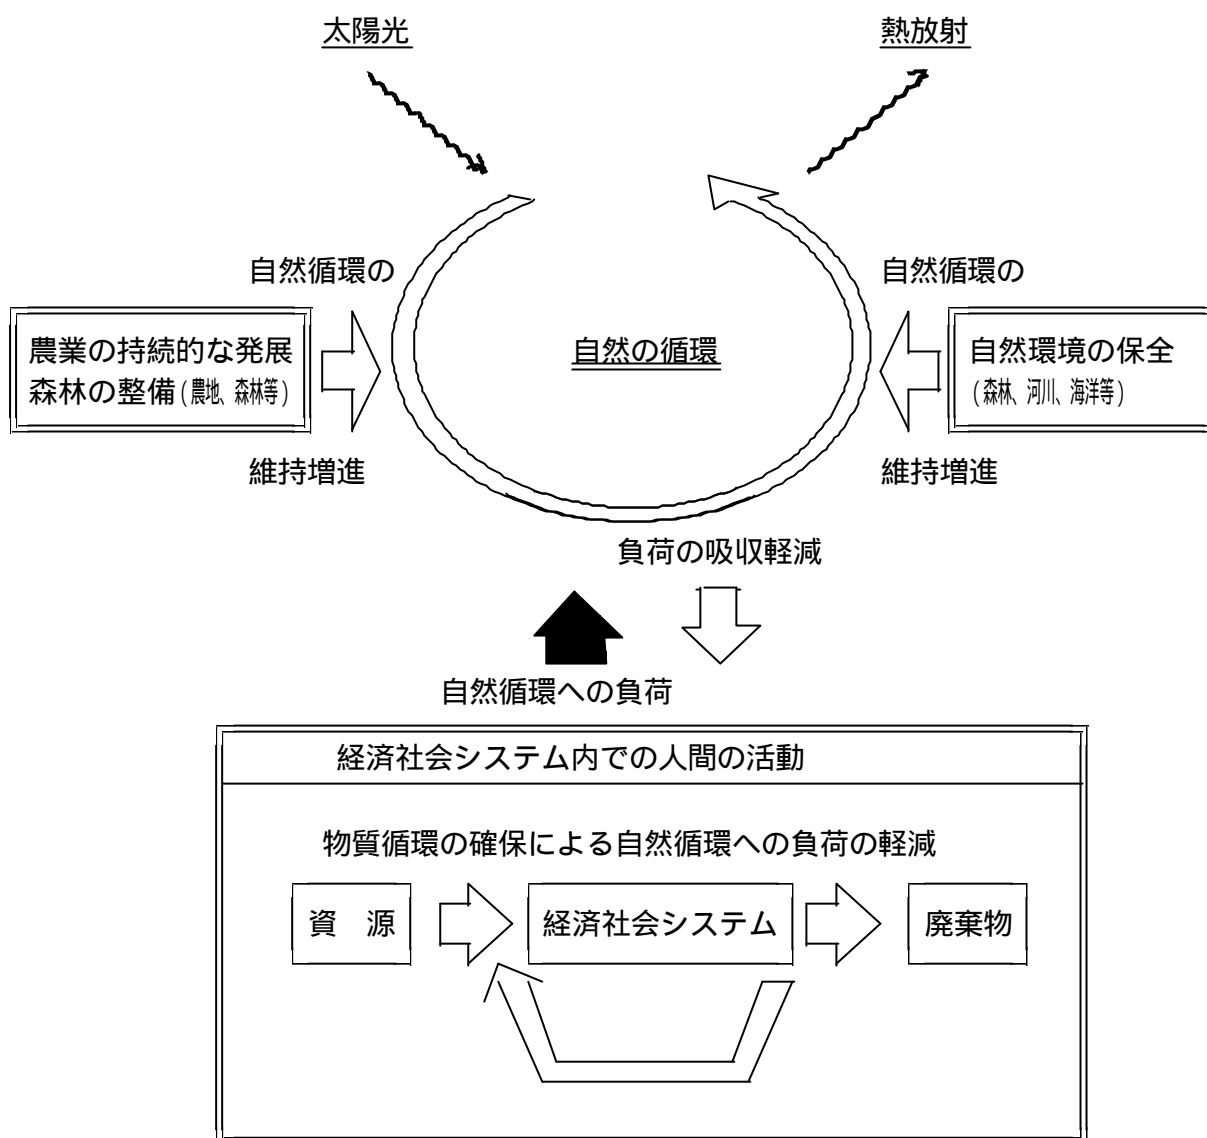 太陽光
熱放射
自然循環の
自然循環の
農業の持続的な発展
森林の整備(農地、森林等)
自然の循環
自然環境の保全
(森林、河川、海洋等)
維持増進
維持増進
負荷の吸収軽減
自然循環への負荷
経済社会システム内での人間の活動
物質循環の確保による自然循環への負荷の軽減
資　源
経済社会システム
廃棄物